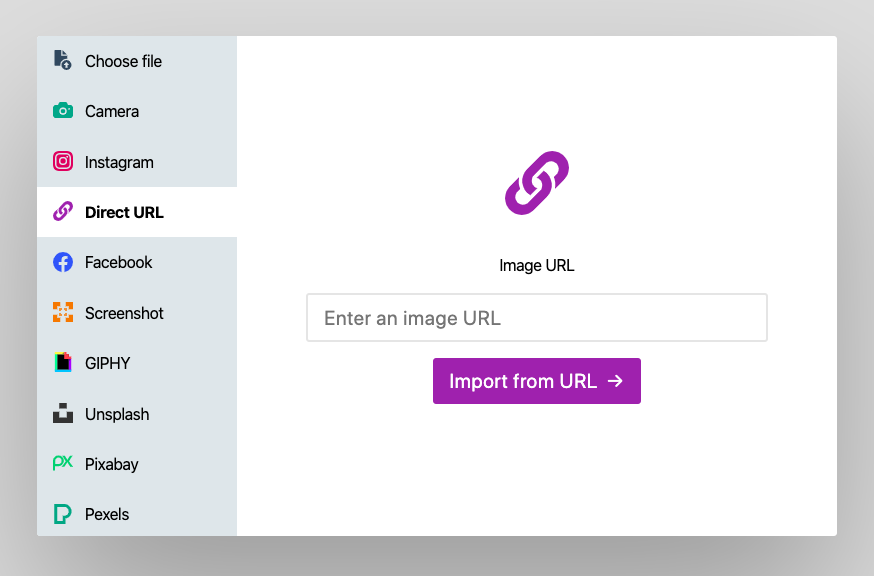 Choose file
Camera
Instagram
Direct URL
Facebook
Screenshot
GIPHY
Unsplash
Pixabay
Pexels
Image URL
Enter an image URL
Import from URL →